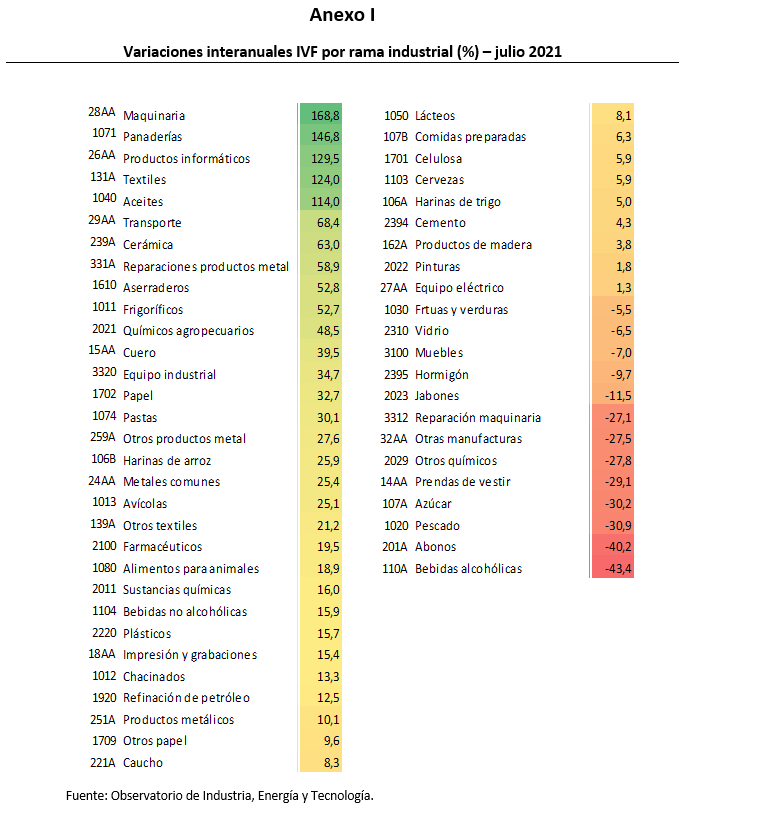 Anexo I
Variaciones interanuales IVF por rama industrial (%) – julio 2021
28AA Maquinaria 168,8
1071 Panaderías 146,8
26AA Productos informáticos 129,5
131A Textiles 124,0
1040 Aceites 114,0
29AA Transporte 68,4
239A Cerámica 63,0
331A Reparaciones productos metal 58,9
1610 Aserraderos 52,8
1011 Frigoríficos 52,7
2021 Químicos agropecuarios 48,5
15AA Cuero 39,5
3320 Equipo industrial 34,7
1702 Papel 32,7
1074 Pastas 30,1
259A Otros productos metal 27,6
106B Harinas de arroz 25,9
24AA Metales comunes 25,4
1013 Avícolas 25,1
139A Otros textiles 21,2
2100 Farmacéuticos 19,5
1080 Alimentos para animales 18,9
2011 Sustancias químicas 16,0
1104 Bebidas no alcohólicas 15,9
2220 Plásticos 15,7
18AA Impresión y grabaciones 15,4
1012 Chacinados 13,3
1920 Refinación de petróleo 12,5
251A Productos metálicos 10,1
1709 Otros papel 9,6
221A Caucho 8,3
1050 Lácteos 8,1
107B Comidas preparadas 6,3
1701 Celulosa 5,9
1103 Cervezas 5,9
106A Harinas de trigo 5,0
2394 Cemento 4,3
162A Productos de madera 3,8
2022 Pinturas 1,8
27AA Equipo eléctrico 1,3
1030 Frtuas y verduras -5,5
2310 Vidrio -6,5
3100 Muebles -7,0
2395 Hormigón -9,7
2023 Jabones -11,5
3312 Reparación maquinaria -27,1
32AA Otras manufacturas -27,5
2029 Otros químicos -27,8
14AA Prendas de vestir -29,1
107A Azúcar -30,2
1020 Pescado -30,9
201A Abonos -40,2
110A Bebidas alcohólicas -43,4
Fuente: Observatorio de Industria, Energía y Tecnología.